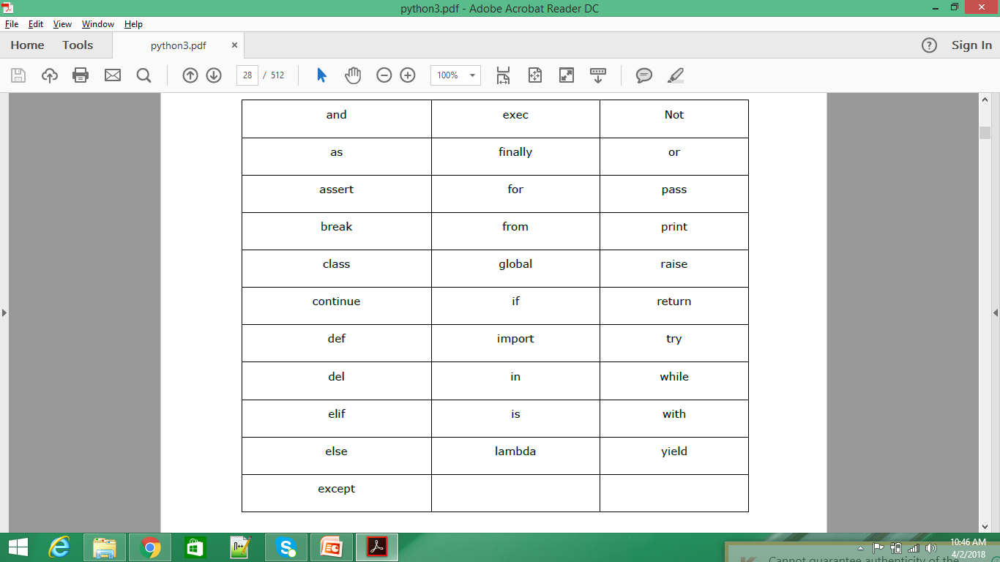 python3.pdf - Adobe Acrobat Reader DC
File Edit View Window Help
Home Tools python3.pdf × ? Sign In
28 / 512 100%
and exec Not
as finally or
assert for pass
break from print
class global raise
continue if return
def import try
del in while
elif is with
else lambda yield
except
10:46 AM
4/2/2018
Cannot guarantee authenticity of the